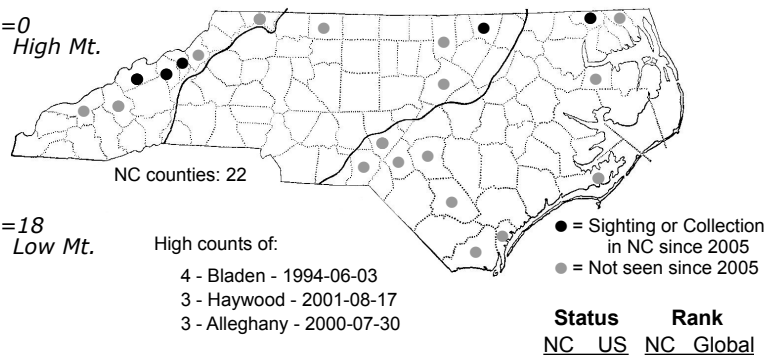 =0
High Mt.
NC counties: 22
=18
Low Mt.
High counts of:
4 - Bladen - 1994-06-03
3 - Haywood - 2001-08-17
3 - Alleghany - 2000-07-30
= Sighting or Collection
in NC since 2005
= Not seen since 2005
Status Rank
NC US NC Global